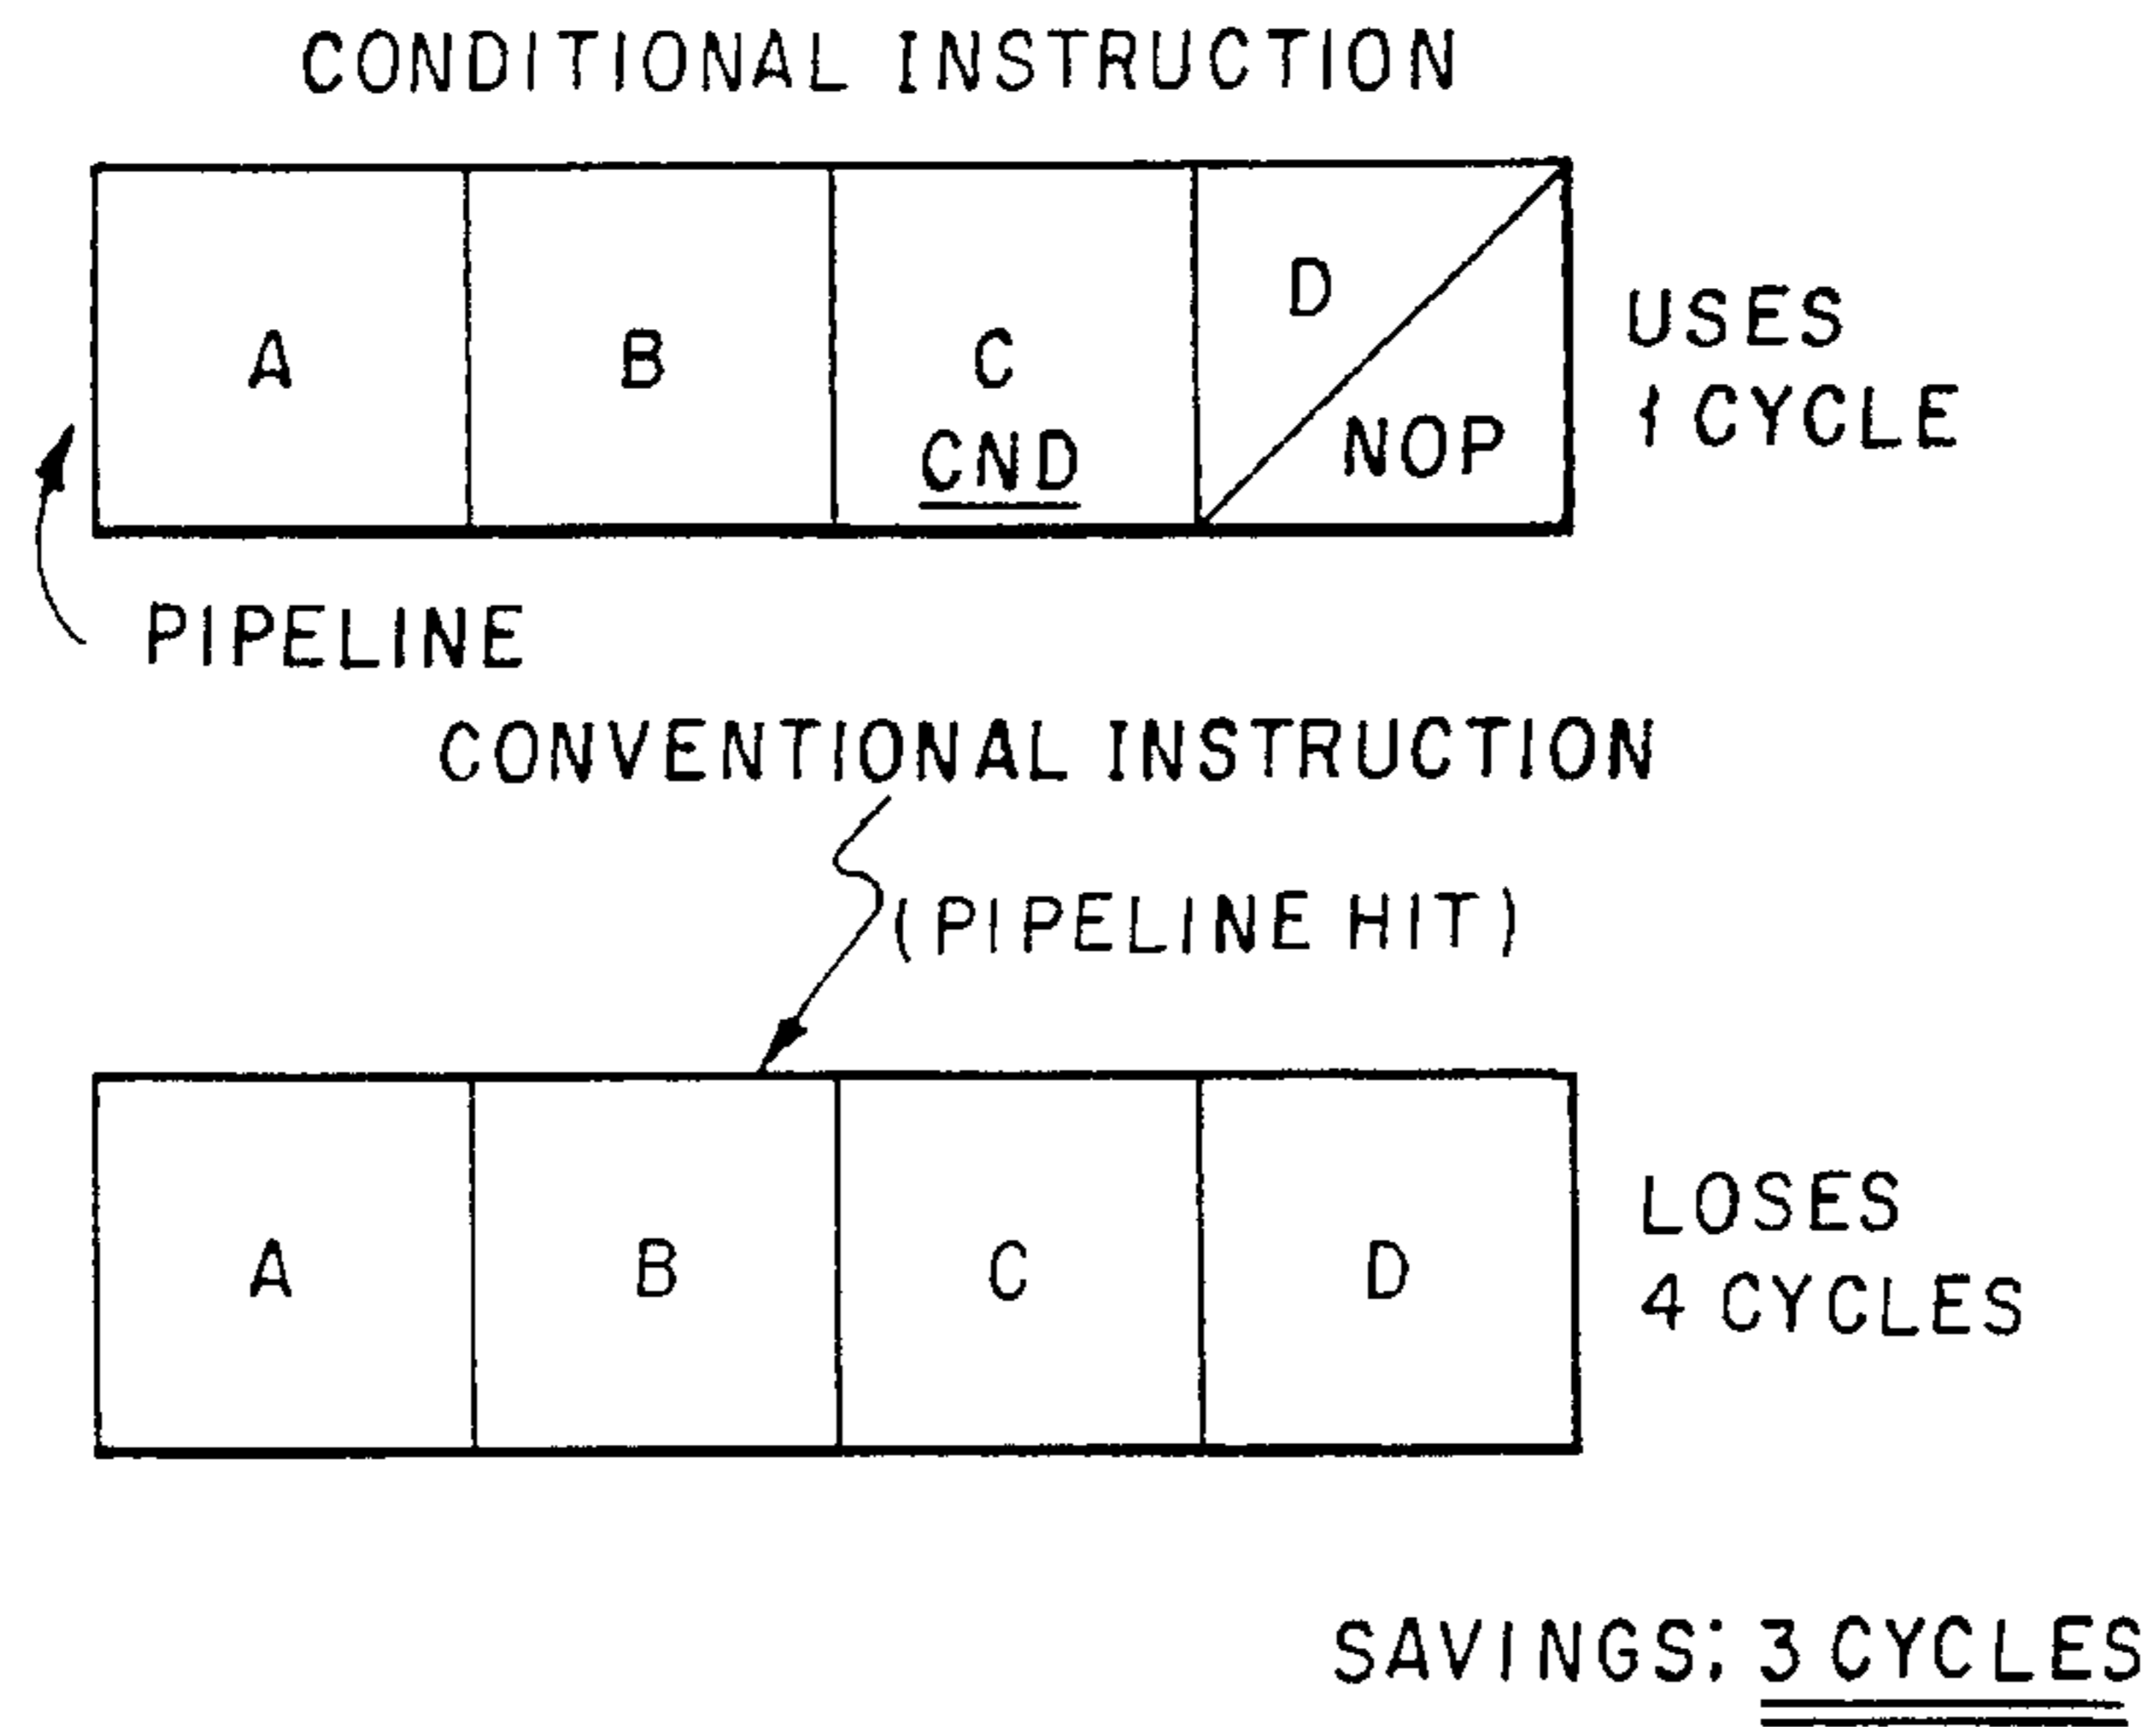 CONDITIONAL INSTRUCTION
A B C D
CND NOP
USES
1 CYCLE
PIPELINE
CONVENTIONAL INSTRUCTION
(PIPELINE HIT)
A B C D
LOSES
4 CYCLES
SAVINGS: 3 CYCLES